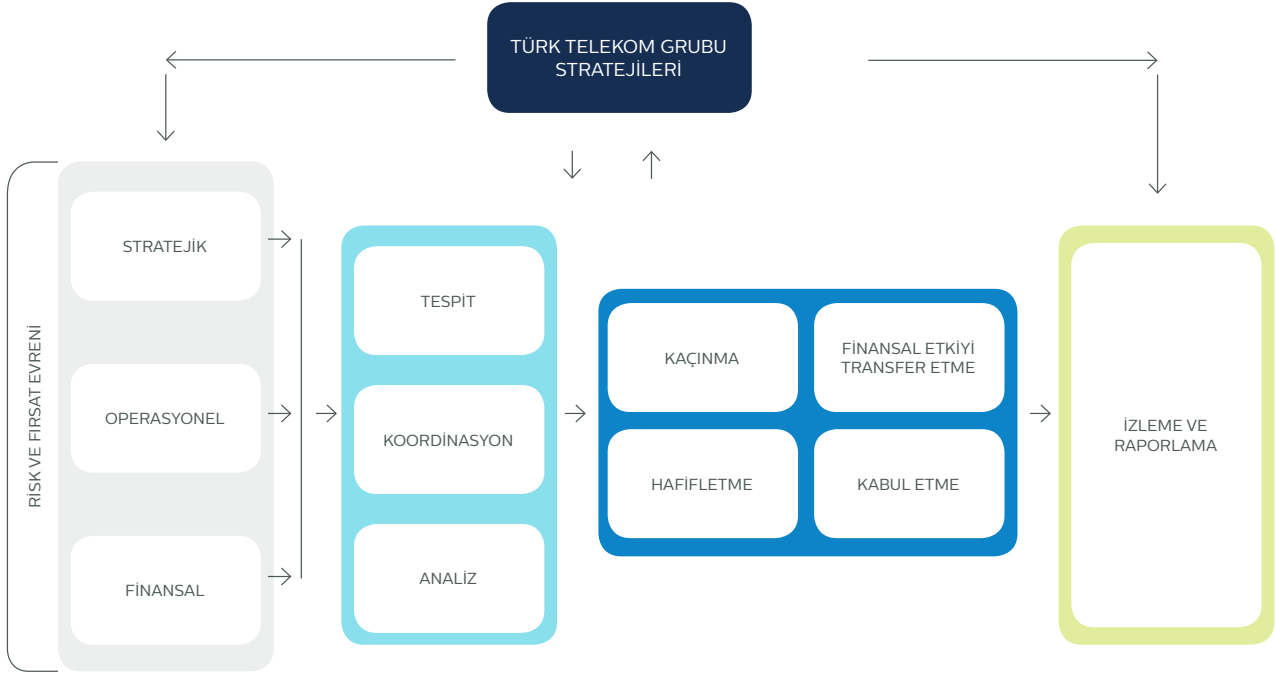 TÜRK TELEKOM GRUBU
STRATEJİLERİ
RİSK VE FIRSAT EVRENİ
STRATEJİK
OPERASYONEL
FİNANSAL
TESPİT
KOORDİNASYON
ANALİZ
KAÇINMA
FİNANSAL ETKİYİ
TRANSFER ETME
HAFİFLETME
KABUL ETME
İZLEME VE
RAPORLAMA